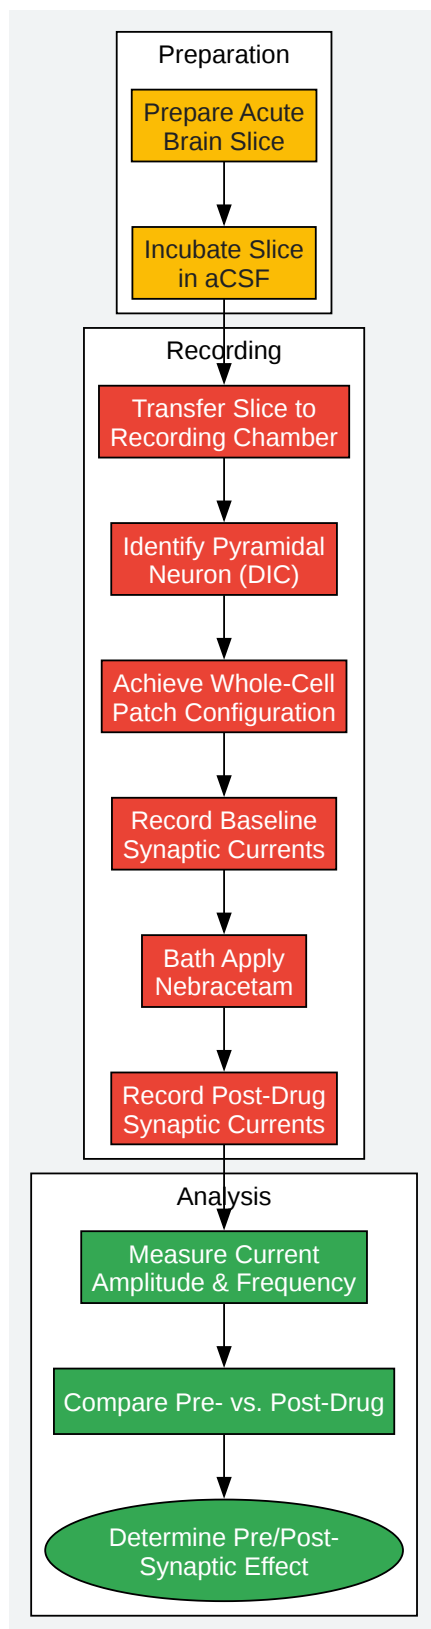 Preparation
Prepare Acute
Brain Slice
Incubate Slice
in aCSF
Recording
Transfer Slice to
Recording Chamber
Identify Pyramidal
Neuron (DIC)
Achieve Whole-Cell
Patch Configuration
Record Baseline
Synaptic Currents
Bath Apply
Nebracetam
Record Post-Drug
Synaptic Currents
Analysis
Measure Current
Amplitude & Frequency
Compare Pre- vs. Post-Drug
Determine Pre/Post-
Synaptic Effect